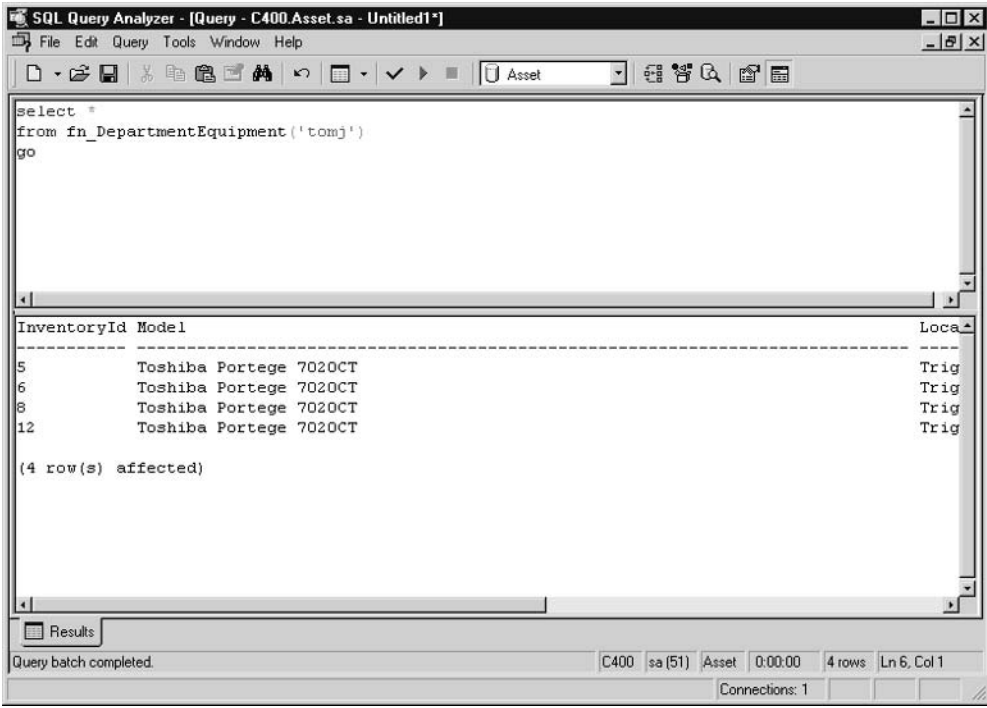 SQL Query Analyzer - [Query - C400.Asset.sa - Untitled1*]
File Edit Query Tools Window Help
Asset
select *
from fn_DepartmentEquipment('tomj')
go
InventoryId Model Loca
----------- ---------------------------------------------------------------------- ----
5 Toshiba Portege 7020CT Trig
6 Toshiba Portege 7020CT Trig
8 Toshiba Portege 7020CT Trig
12 Toshiba Portege 7020CT Trig
(4 row(s) affected)
Results
Query batch completed. C400 sa (51) Asset 0:00:00 4 rows Ln 6, Col 1
Connections: 1